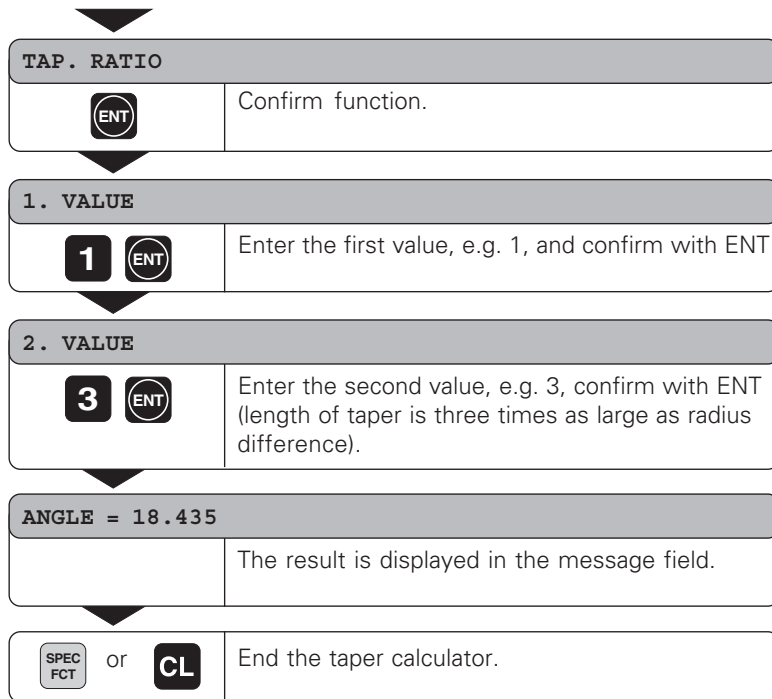 TAP. RATIO
ENT
Confirm function.
1. VALUE
1 ENT
Enter the first value, e.g. 1, and confirm with ENT
2. VALUE
3 ENT
Enter the second value, e.g. 3, confirm with ENT
(length of taper is three times as large as radius
difference).
ANGLE = 18.435
The result is displayed in the message field.
SPEC
FCT
or
CL
End the taper calculator.